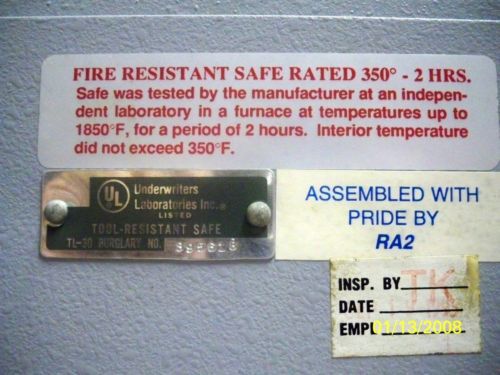 FIRE RESISTANT SAFE RATED 350° - 2 HRS.
Safe was tested by the manufacturer at an indepen-
dent laboratory in a furnace at temperatures up to
1850°F, for a period of 2 hours. Interior temperature
did not exceed 350°F.
UL
Underwriters
Laboratories Inc.®
LISTED
TOOL-RESISTANT SAFE
TL-30 BURGLARY NO. S95618
ASSEMBLED WITH
PRIDE BY
RA2
INSP. BY JK
DATE
EMPL
01/13/2008